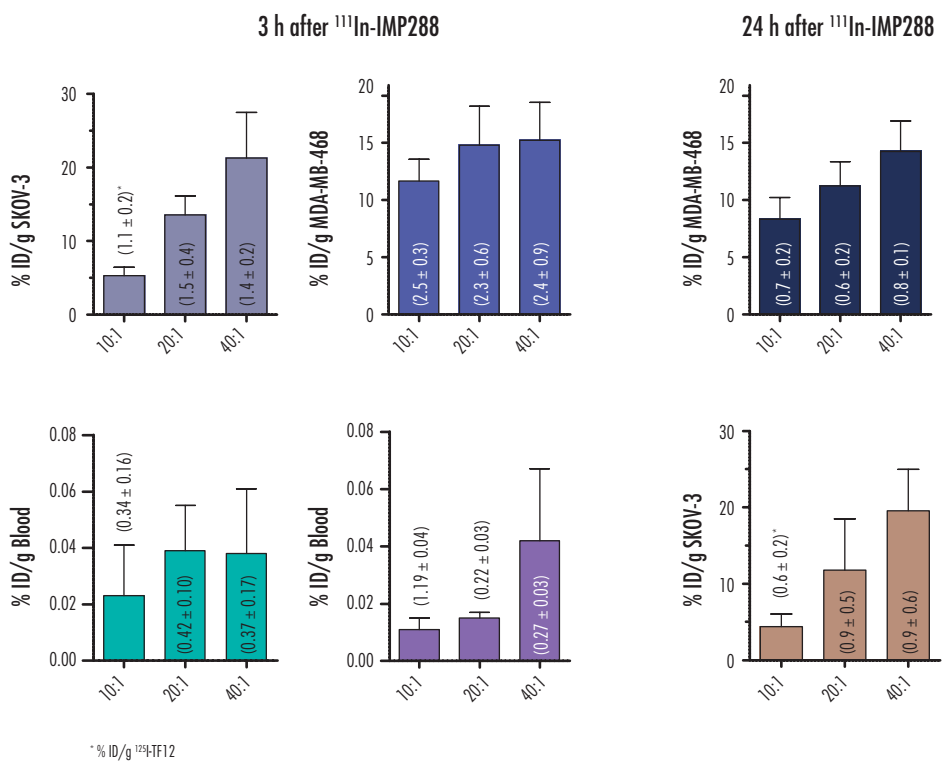 3 h after ¹¹¹In-IMP288
24 h after ¹¹¹In-IMP288
% ID/g SKOV-3
30
20
10
0
(1.1 ± 0.2)*
(1.5 ± 0.4)
(1.4 ± 0.2)
10:1
20:1
40:1
% ID/g MDA-MB-468
20
15
10
5
0
(2.5 ± 0.3)
(2.3 ± 0.6)
(2.4 ± 0.9)
10:1
20:1
40:1
% ID/g MDA-MB-468
20
15
10
5
0
(0.7 ± 0.2)
(0.6 ± 0.2)
(0.8 ± 0.1)
10:1
20:1
40:1
% ID/g Blood
0.08
0.06
0.04
0.02
0.00
(0.34 ± 0.16)
(0.42 ± 0.10)
(0.37 ± 0.17)
10:1
20:1
40:1
% ID/g Blood
0.08
0.06
0.04
0.02
0.00
(1.19 ± 0.04)
(0.22 ± 0.03)
(0.27 ± 0.03)
10:1
20:1
40:1
% ID/g SKOV-3
30
20
10
0
(0.6 ± 0.2)*
(0.9 ± 0.5)
(0.9 ± 0.6)
10:1
20:1
40:1
* % ID/g ¹²⁵I-TF12